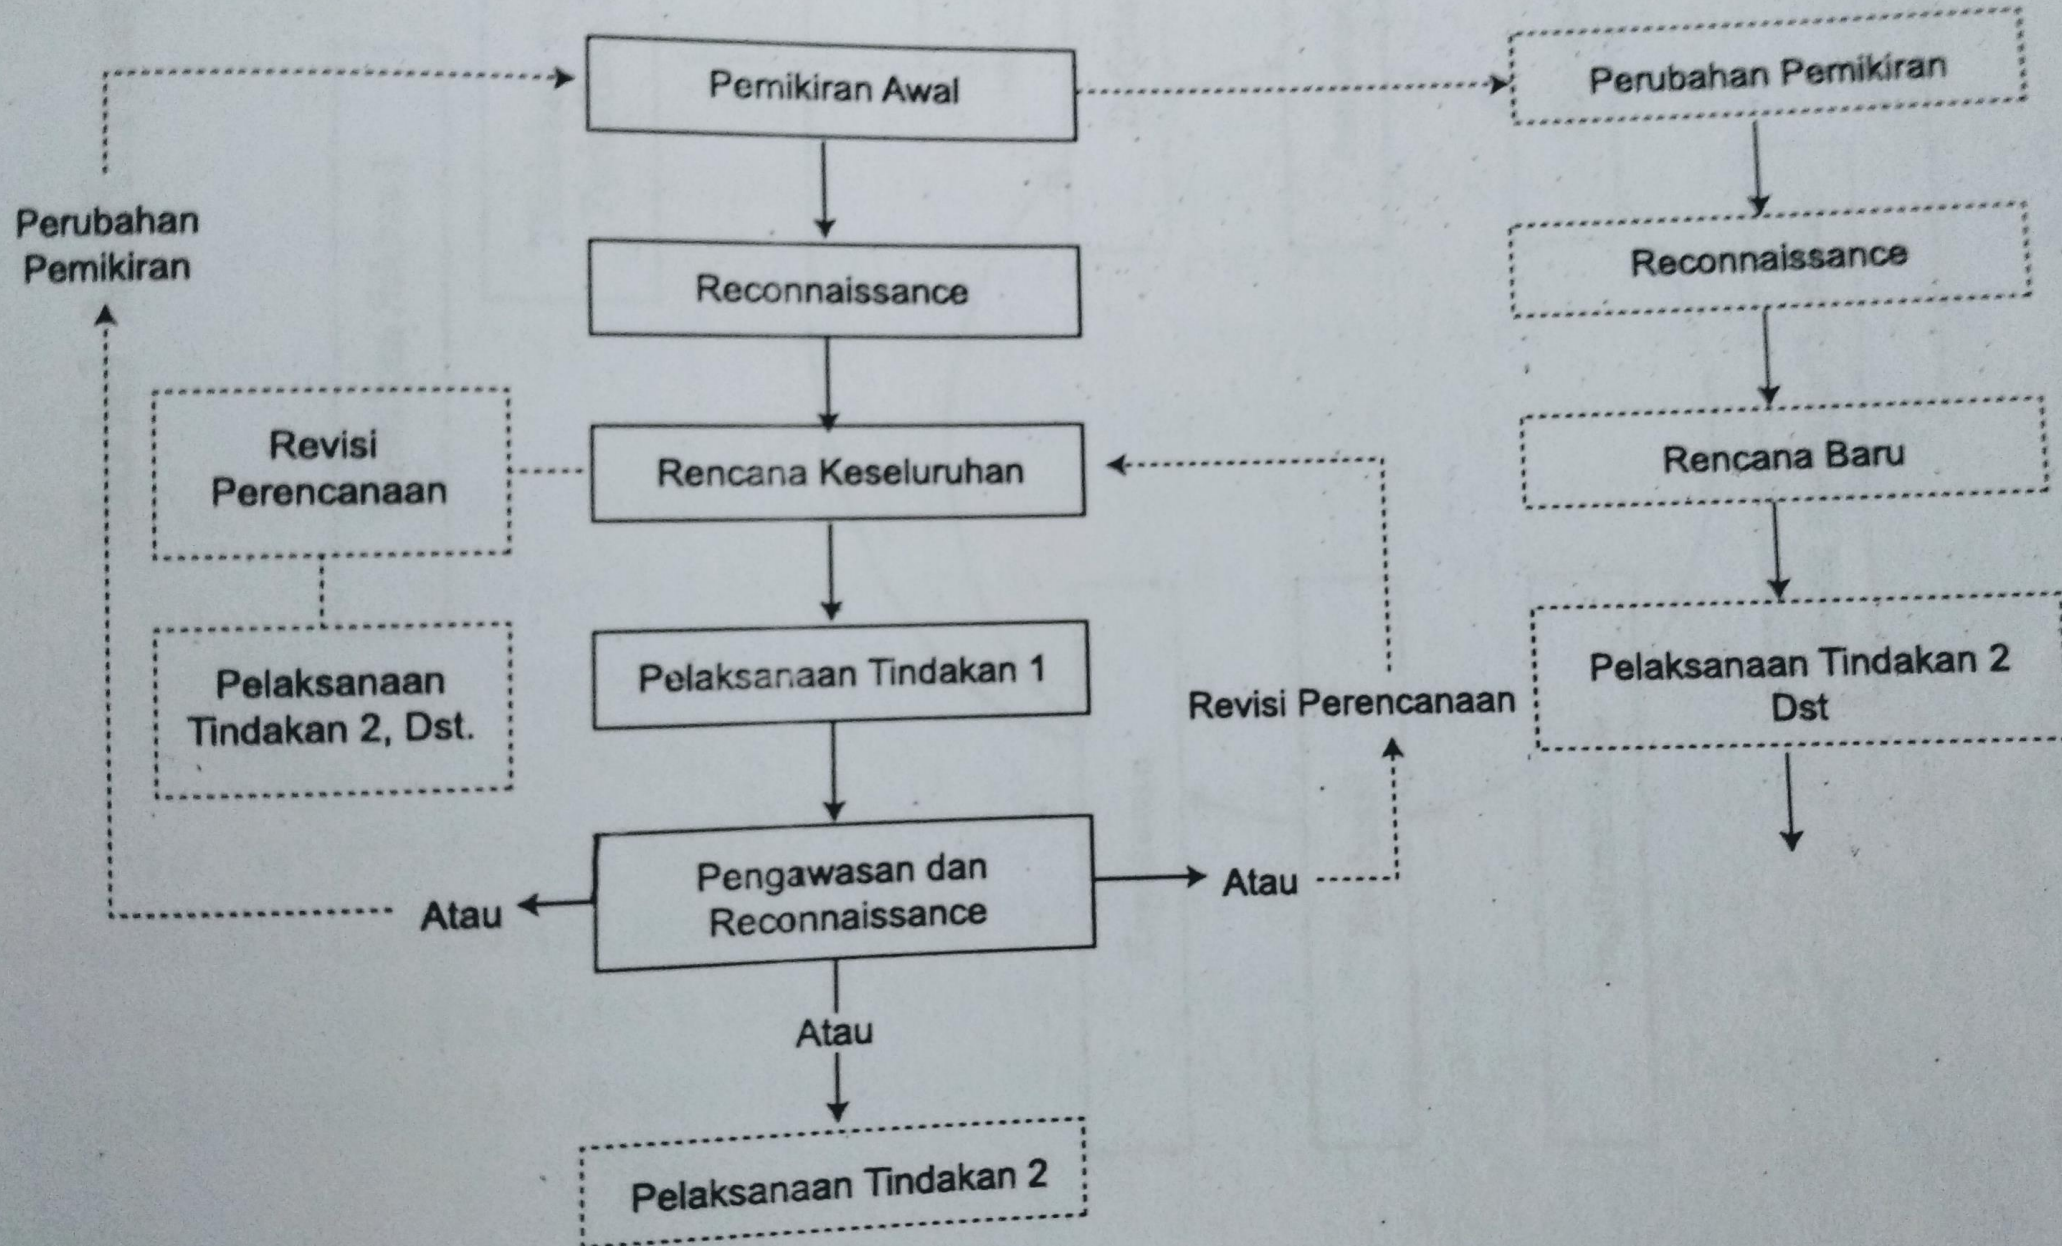 Pemikiran Awal
Perubahan Pemikiran
Perubahan
Pemikiran
Reconnaissance
Reconnaissance
Revisi
Perencanaan
Rencana Keseluruhan
Rencana Baru
Pelaksanaan
Tindakan 2, Dst.
Pelaksanaan Tindakan 1
Revisi Perencanaan
Pelaksanaan Tindakan 2
Dst
Atau
Pengawasan dan
Reconnaissance
Atau
Atau
Pelaksanaan Tindakan 2